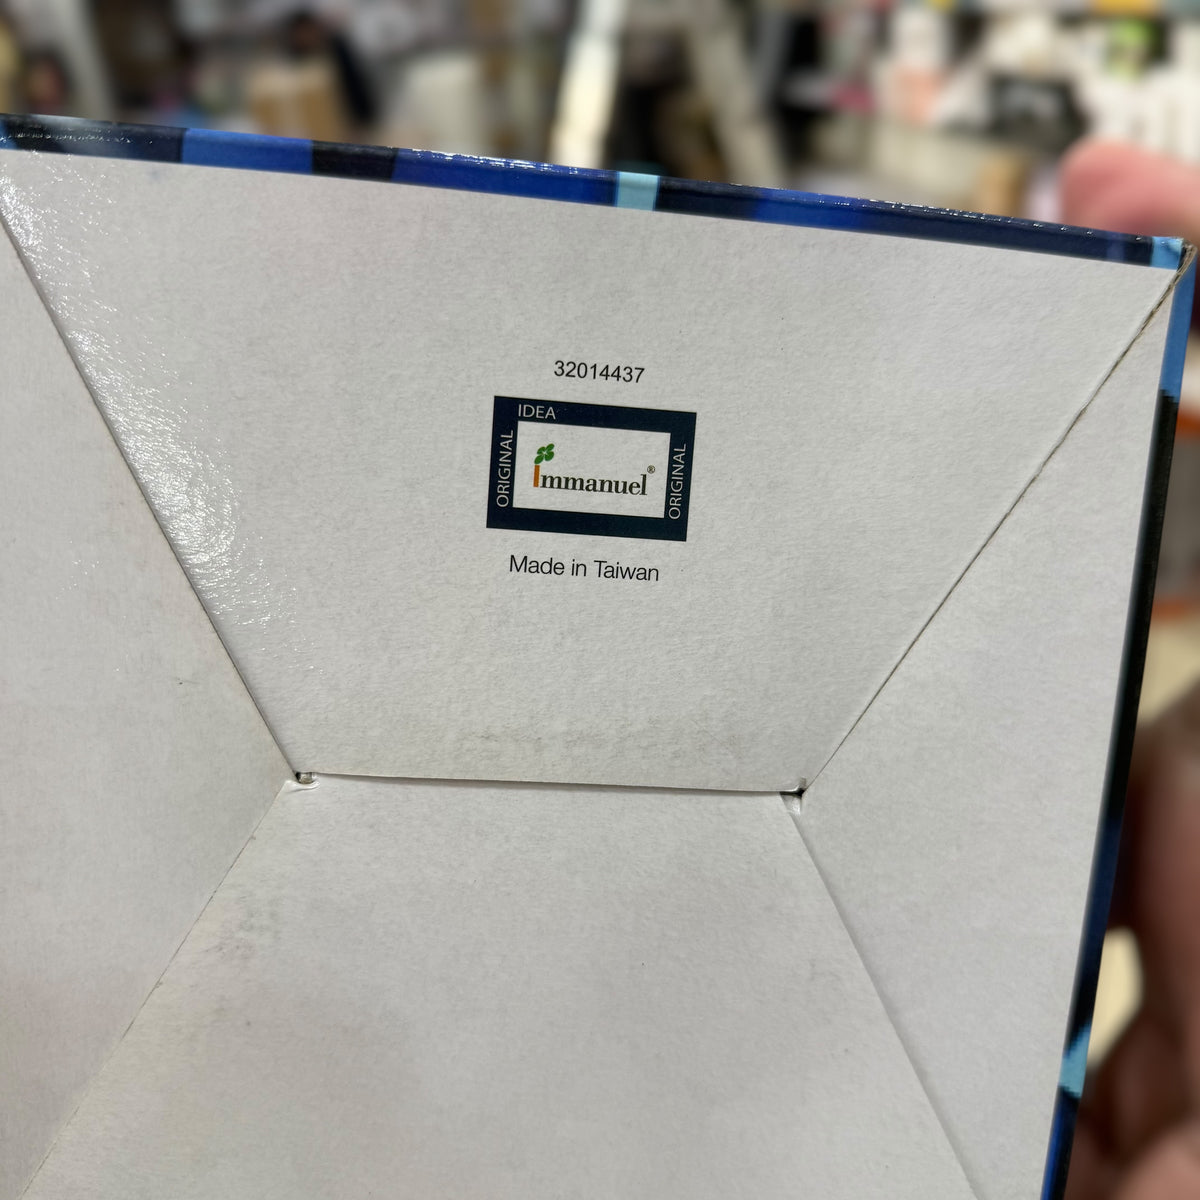 32014437
IDEA
ORIGINAL
Immanuel®
ORIGINAL
Made in Taiwan